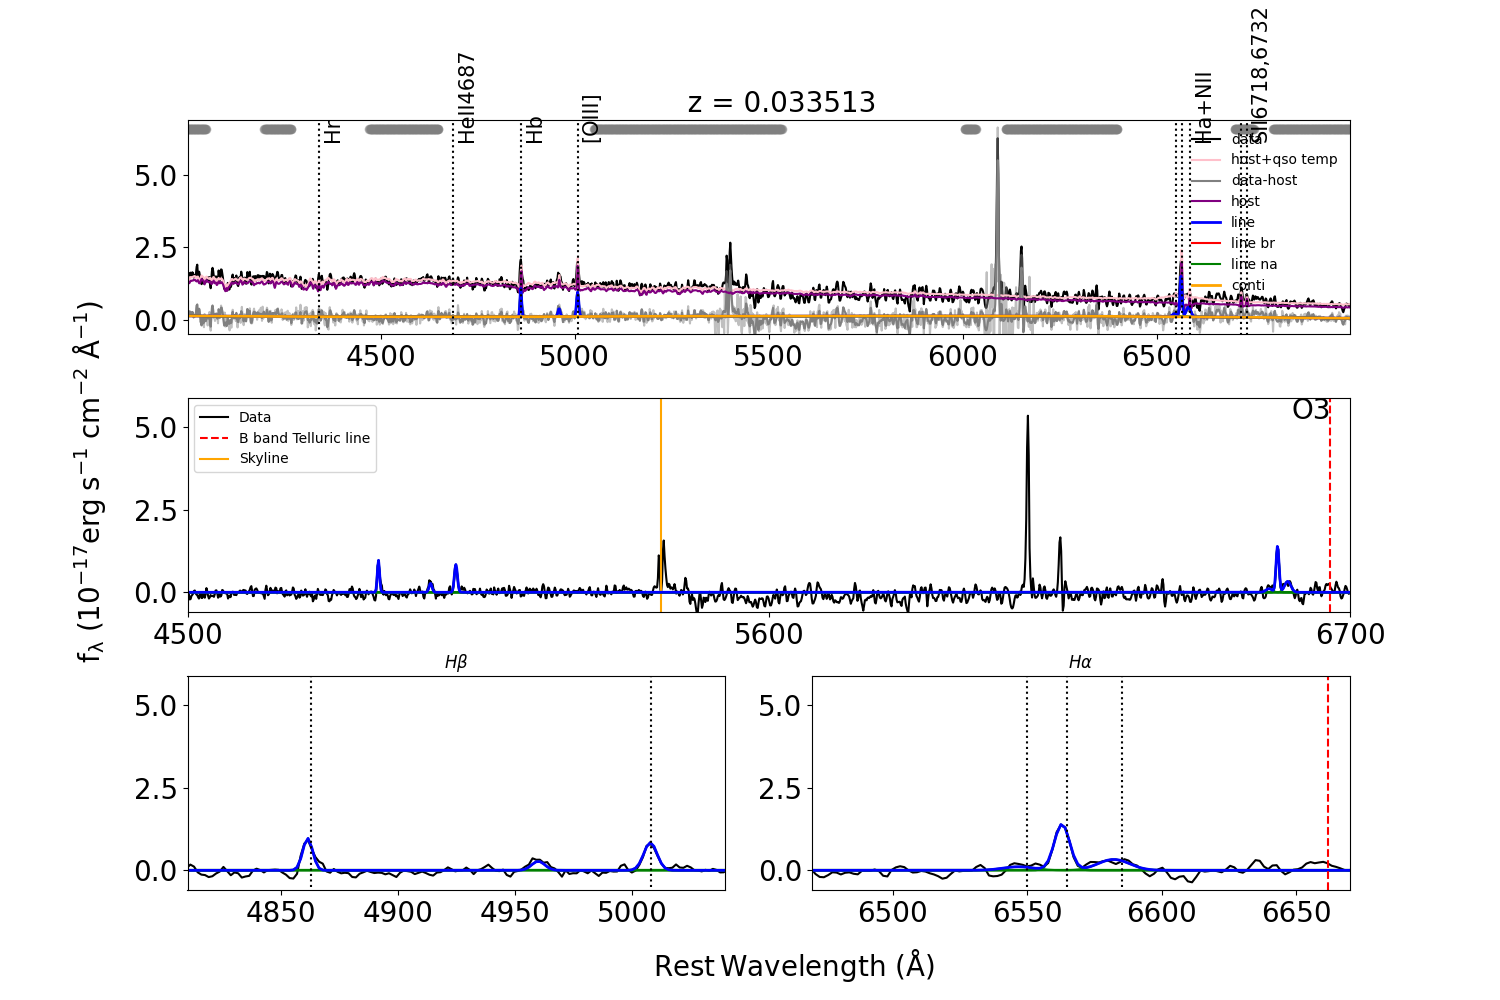 z = 0.033513
Hr
HeII4687
Hb
[OIII]
Ha+NII
SII6718,6732
data
host+qso temp
data-host
host
line
line br
line na
conti
5.0
2.5
0.0
4500 5000 5500 6000 6500
Data
B band Telluric line
Skyline
O3
5.0
2.5
0.0
4500 5600 6700
fλ (10⁻¹⁷erg s⁻¹ cm⁻² Å⁻¹)
Hβ
5.0
2.5
0.0
4850 4900 4950 5000
Hα
5.0
2.5
0.0
6500 6550 6600 6650
Rest Wavelength (Å)